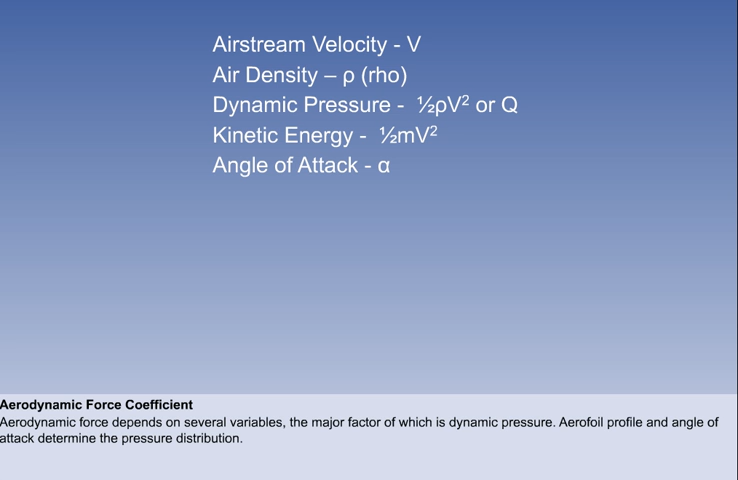 Airstream Velocity - V
Air Density – ρ (rho)
Dynamic Pressure - ½ρV² or Q
Kinetic Energy - ½mV²
Angle of Attack - α
Aerodynamic Force Coefficient
Aerodynamic force depends on several variables, the major factor of which is dynamic pressure. Aerofoil profile and angle of
attack determine the pressure distribution.